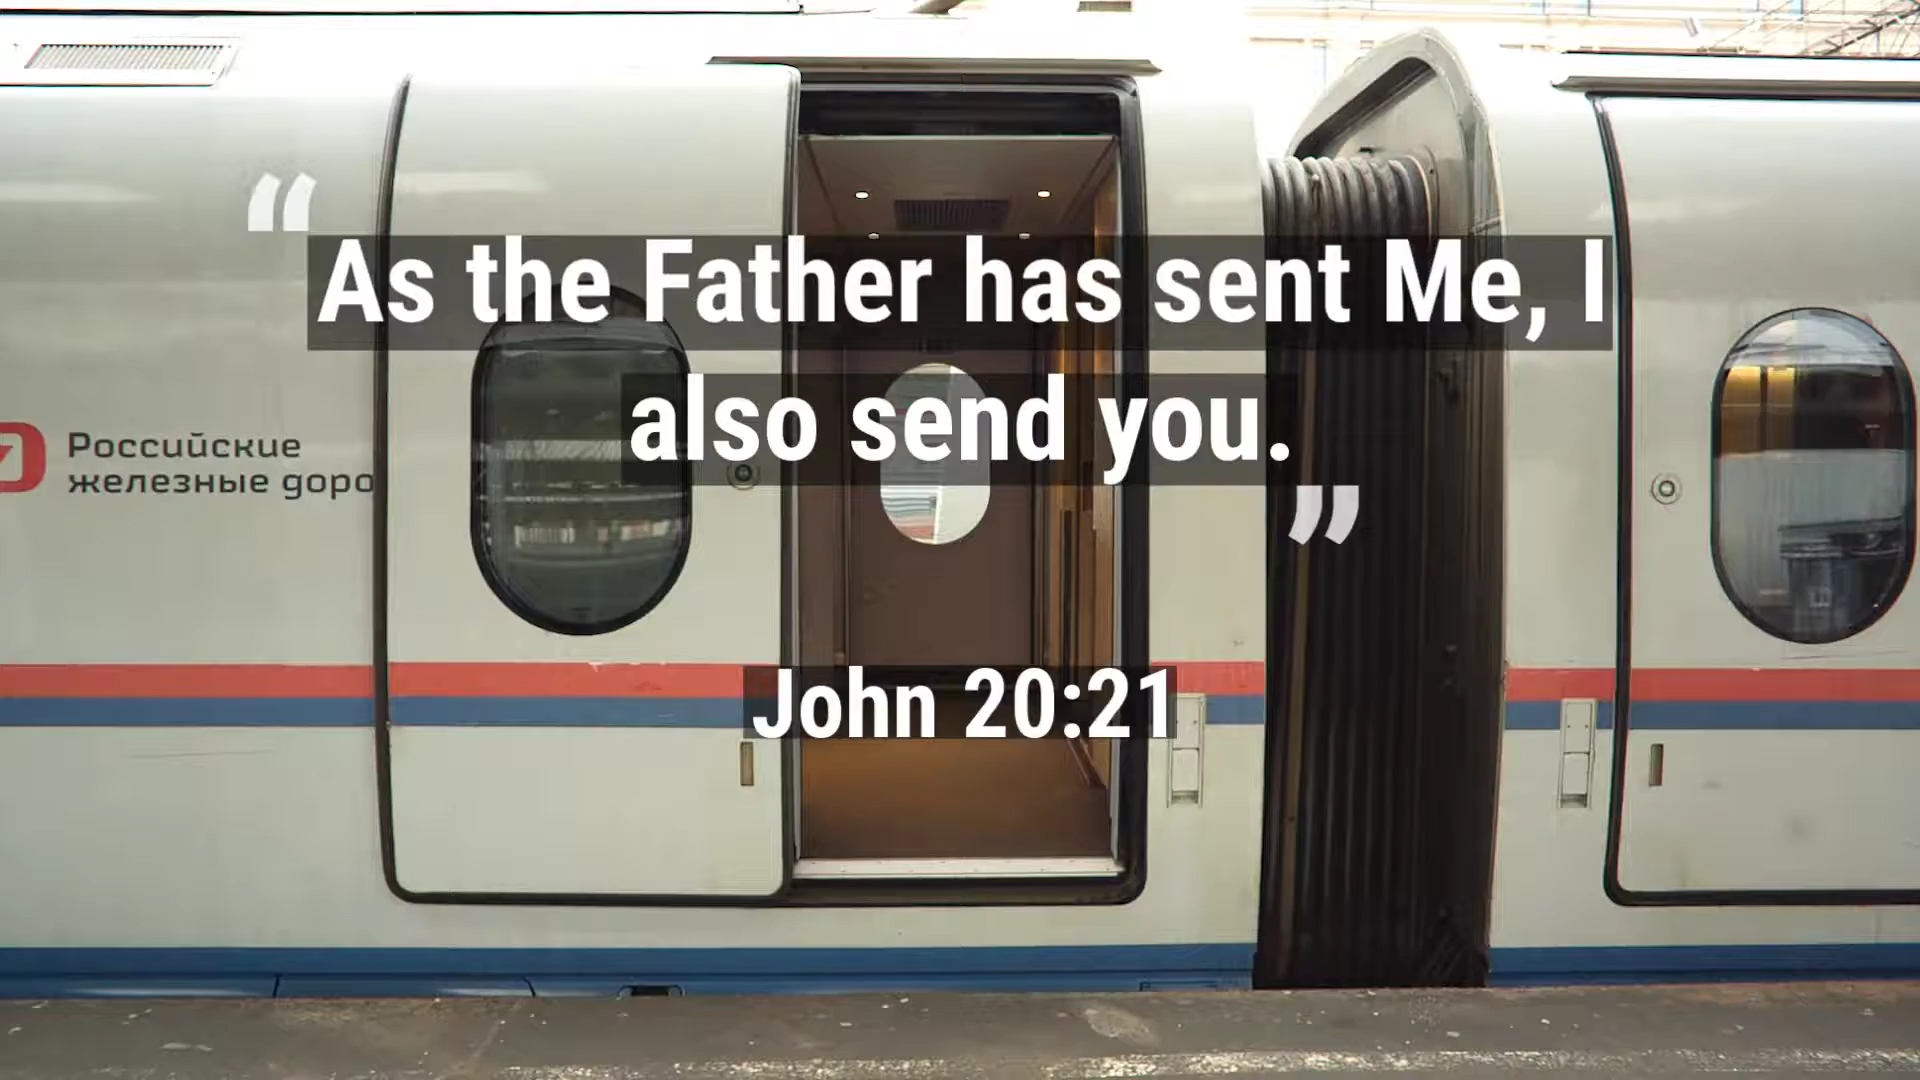 “As the Father has sent Me, I
also send you.”
John 20:21
Российские
железные доро